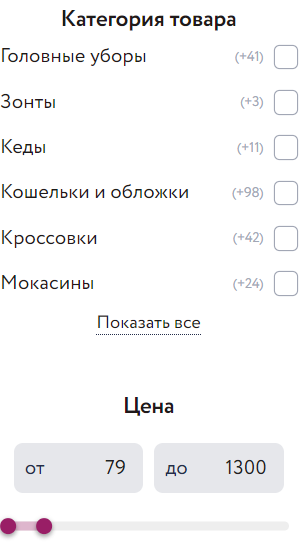 Категория товара
Головные уборы (+41)
Зонты (+3)
Кеды (+11)
Кошельки и обложки (+98)
Кроссовки (+42)
Мокасины (+24)
Показать все
Цена
от 79 до 1300